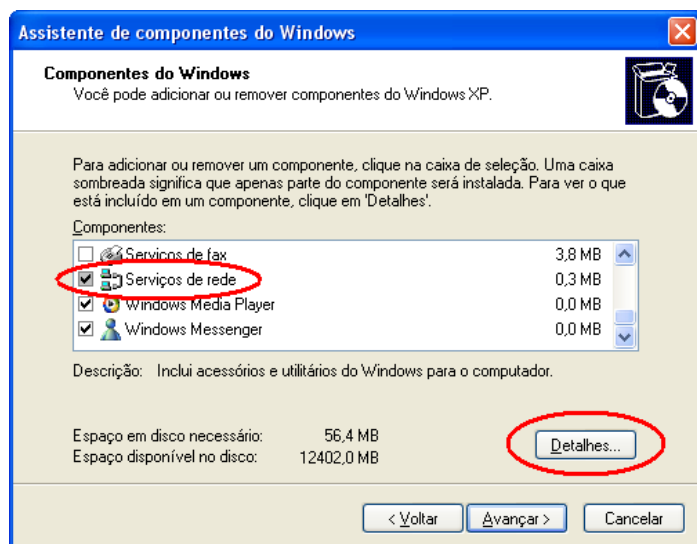 Assistente de componentes do Windows
Componentes do Windows
Você pode adicionar ou remover componentes do Windows XP.
Para adicionar ou remover um componente, clique na caixa de seleção. Uma caixa
sombreada significa que apenas parte do componente será instalada. Para ver o que
está incluído em um componente, clique em 'Detalhes'.
Componentes:
Serviços de fax 3,8 MB
Serviços de rede 0,3 MB
Windows Media Player 0,0 MB
Windows Messenger 0,0 MB
Descrição: Inclui acessórios e utilitários do Windows para o computador.
Espaço em disco necessário: 56,4 MB
Espaço disponível no disco: 12402,0 MB
Detalhes...
< Voltar Avançar > Cancelar